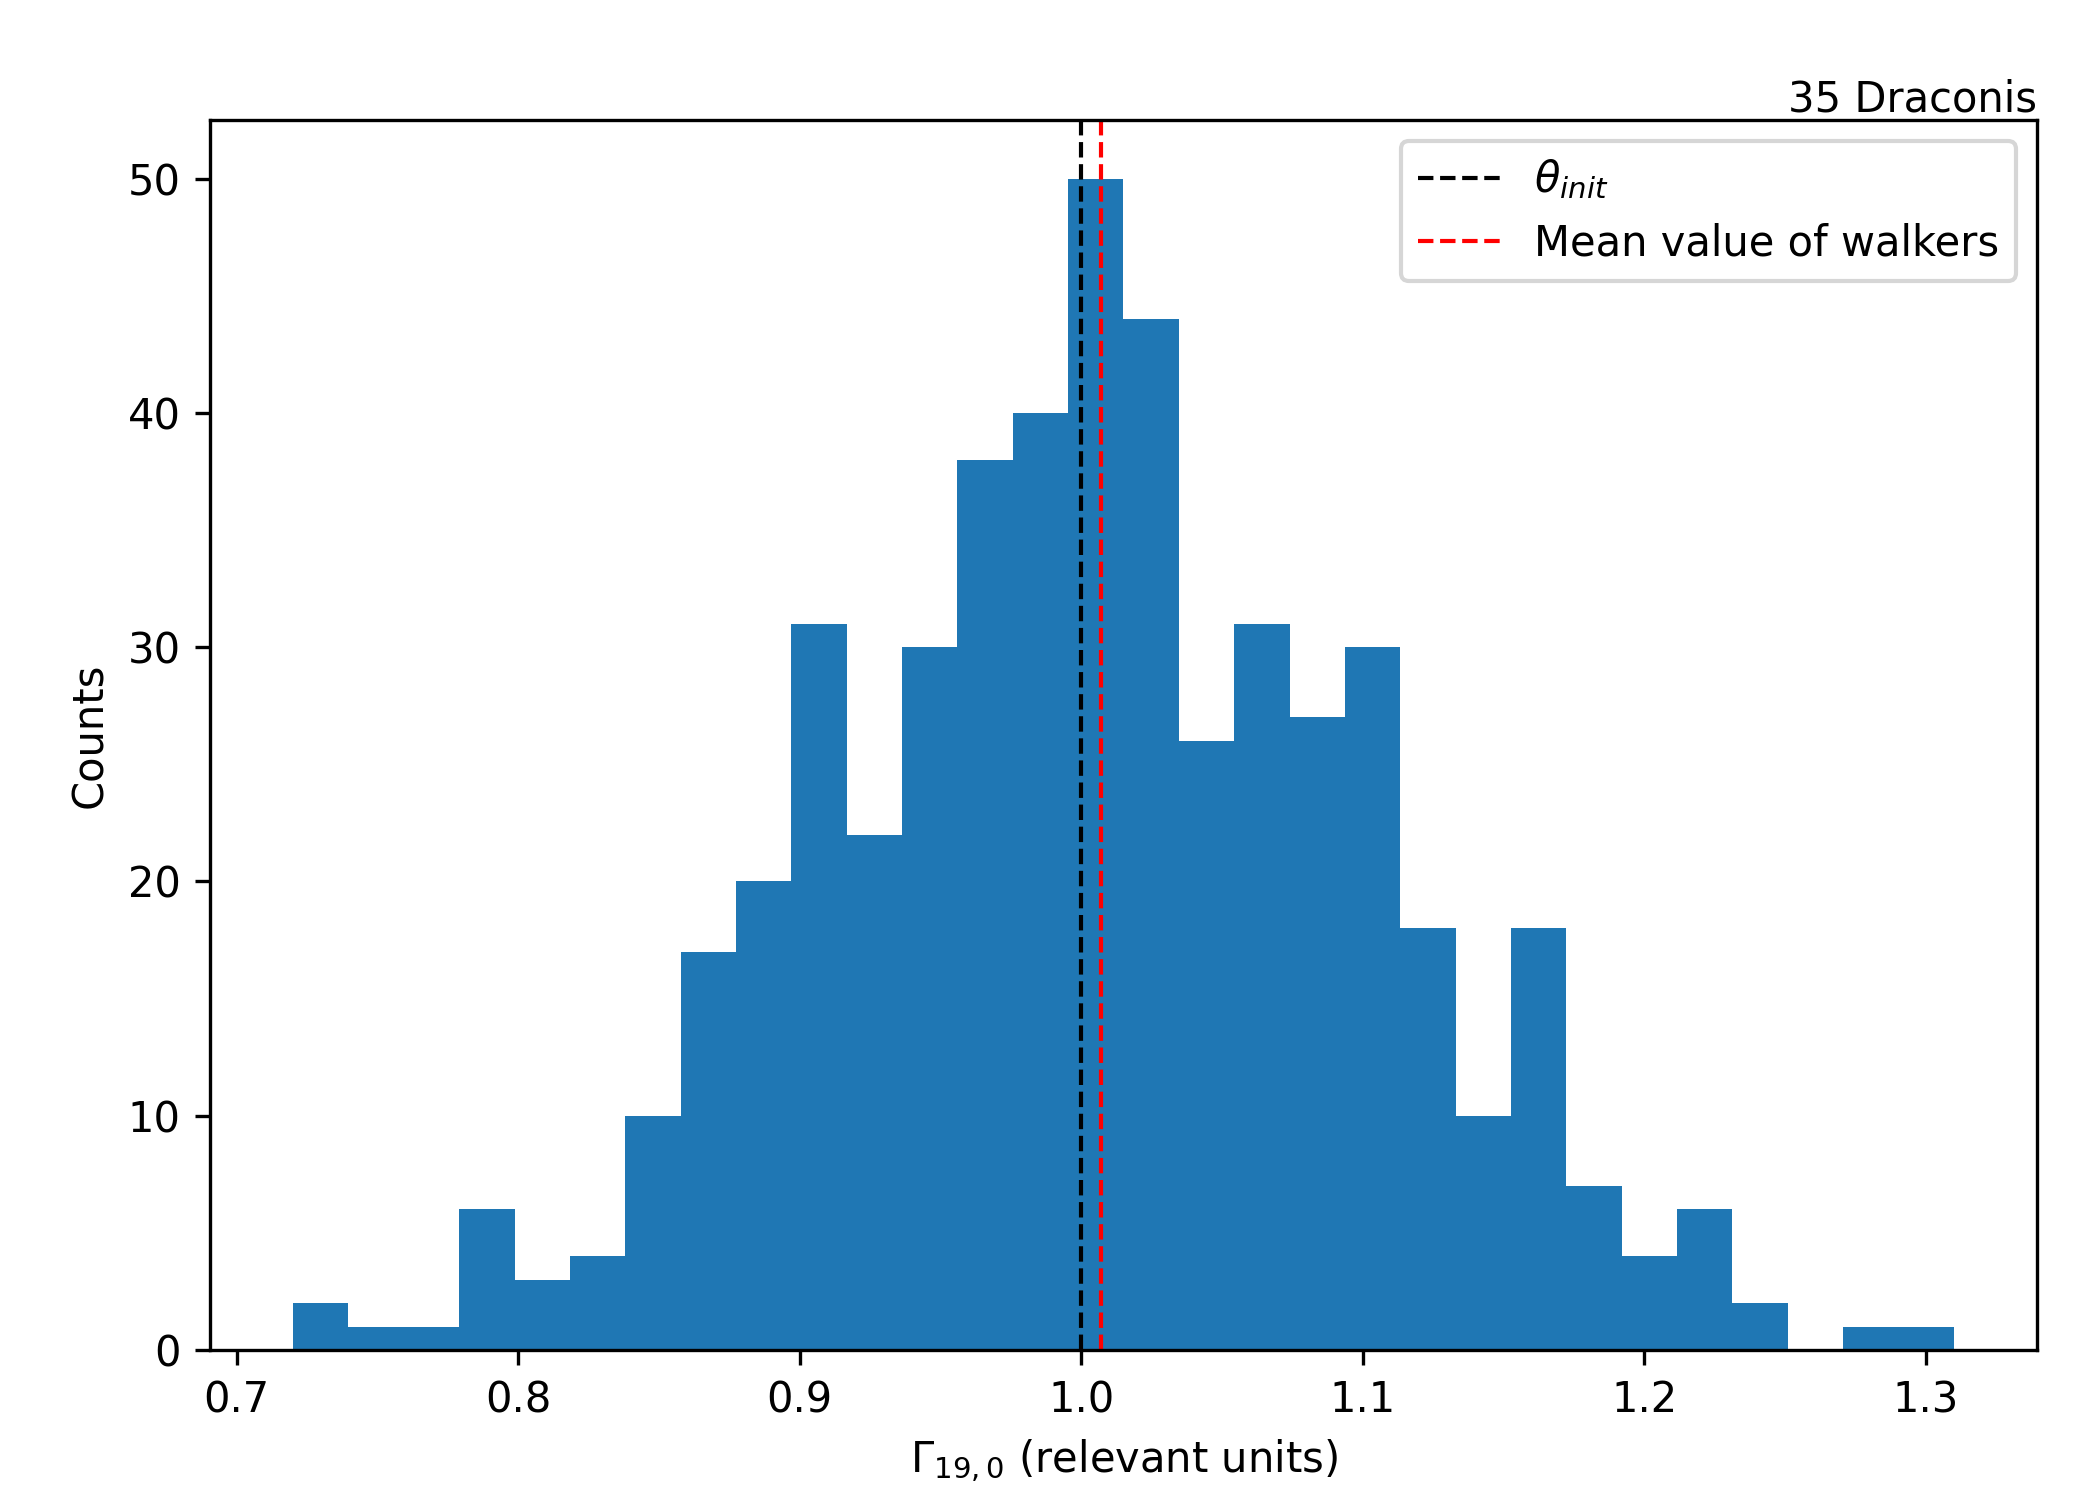 35 Draconis
θinit
Mean value of walkers
50
40
30
20
10
0
Counts
0.7 0.8 0.9 1.0 1.1 1.2 1.3
Γ19, 0 (relevant units)